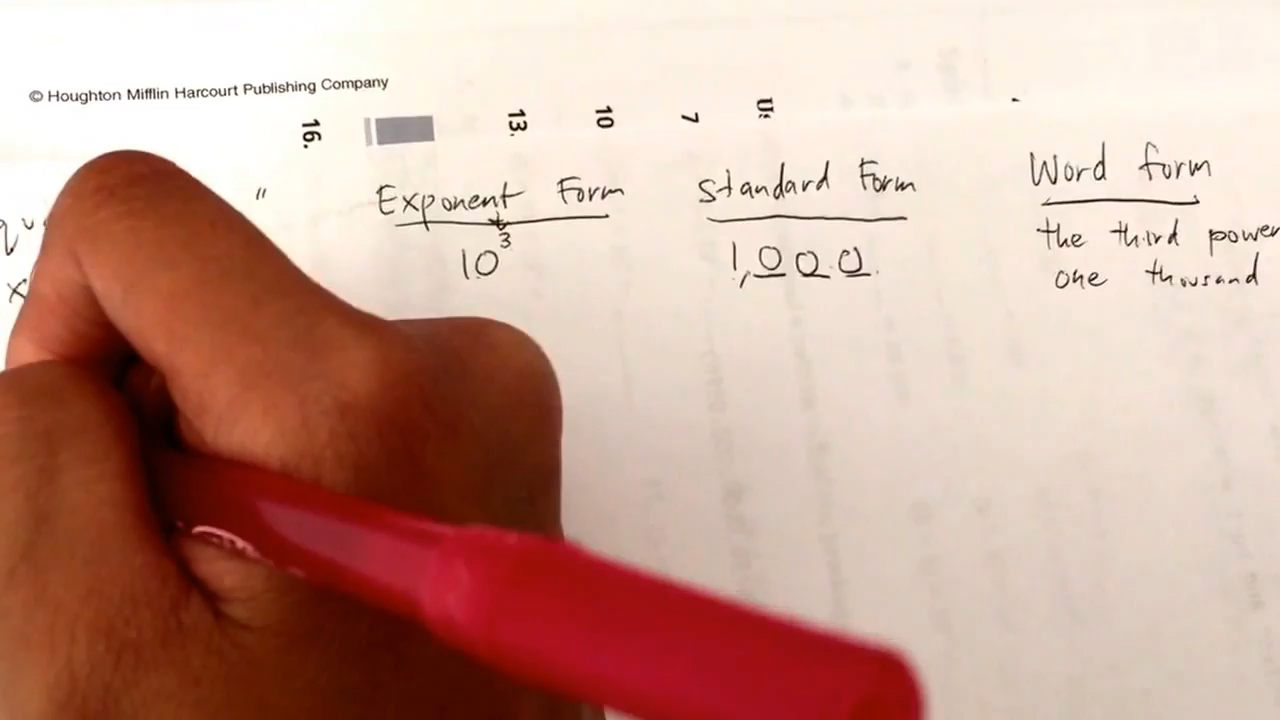 © Houghton Mifflin Harcourt Publishing Company
16.
13.
10
7
"
Exponent Form
10³
Standard Form
1,000
Word form
the third power
one thousand